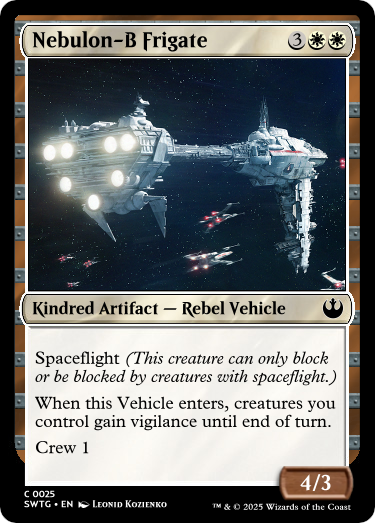 Nebulon-B Frigate 3
Kindred Artifact — Rebel Vehicle
Spaceflight (This creature can only block
or be blocked by creatures with spaceflight.)
When this Vehicle enters, creatures you
control gain vigilance until end of turn.
Crew 1
4/3
C 0025
SWTG • EN Leonid Kozienko
™ & © 2025 Wizards of the Coast